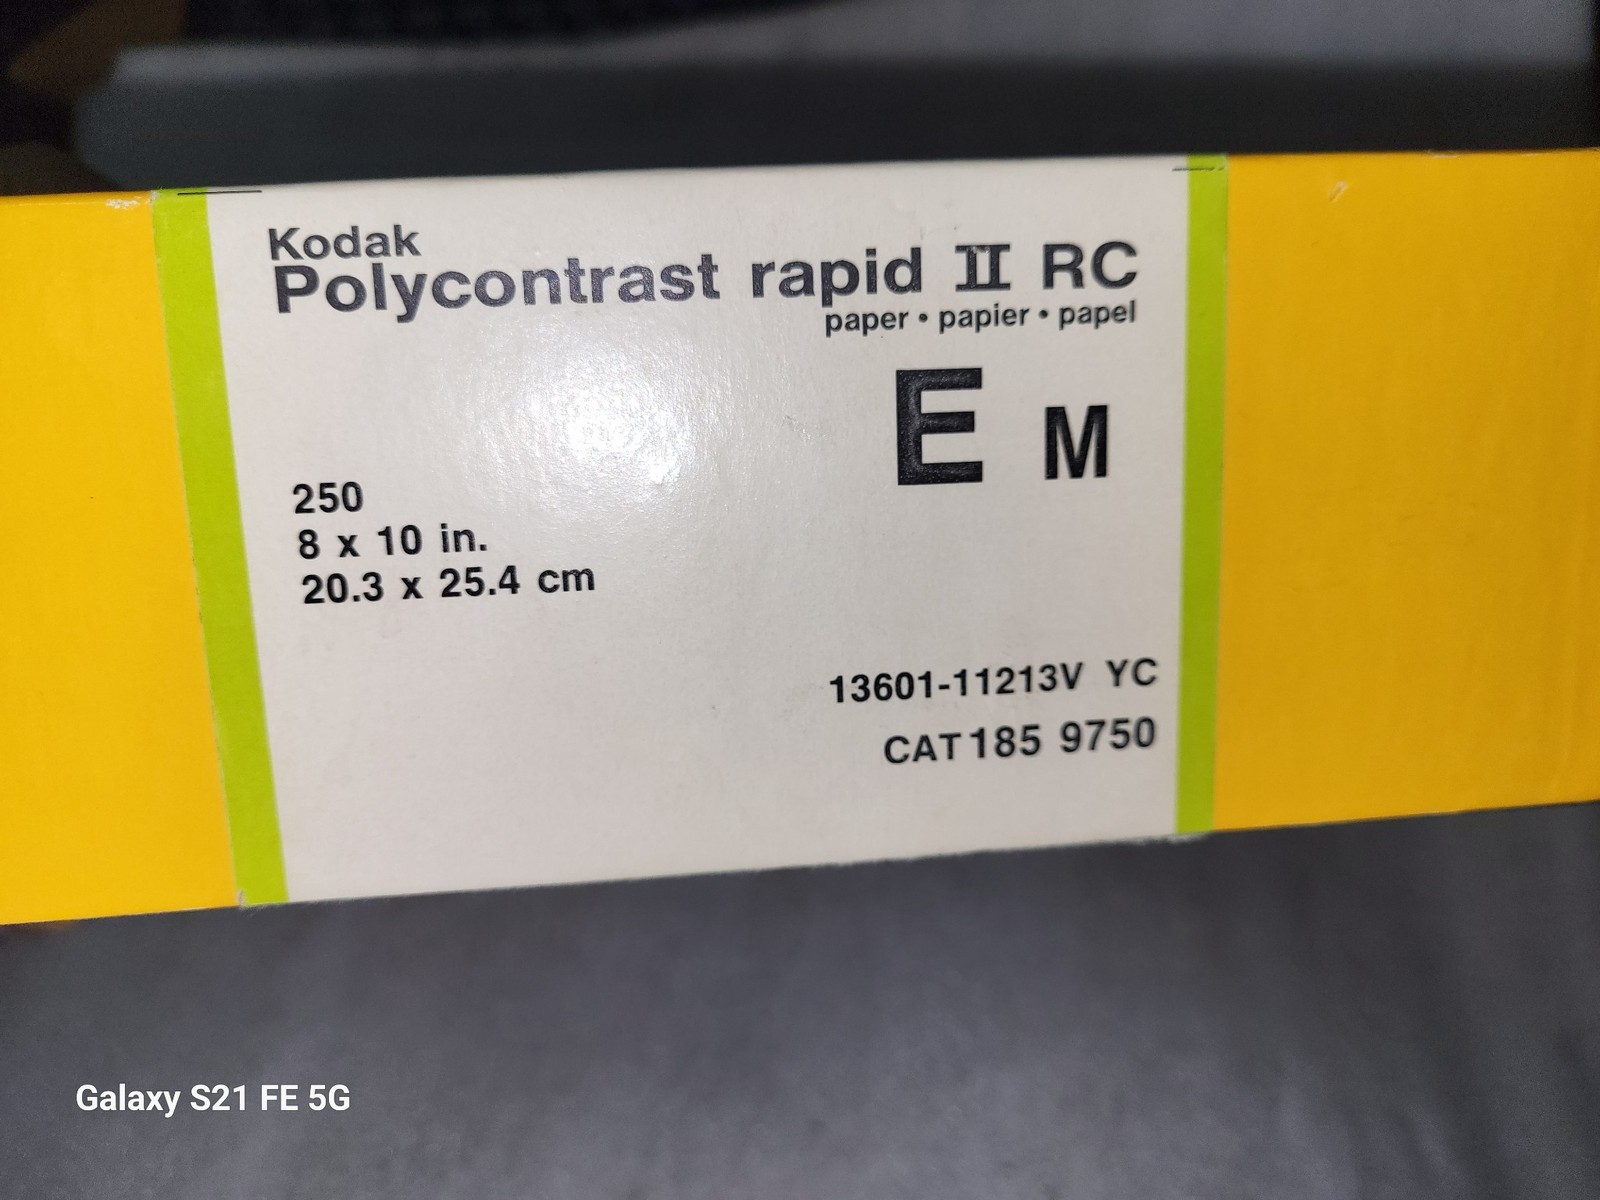 Kodak
Polycontrast rapid II RC
paper • papier • papel
E M
250
8 x 10 in.
20.3 x 25.4 cm
13601-11213V YC
CAT 185 9750
Galaxy S21 FE 5G